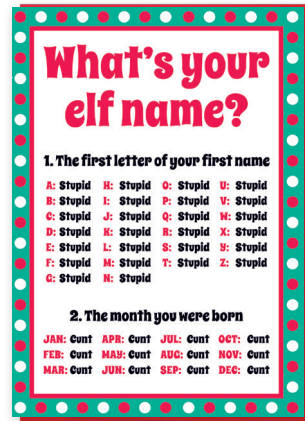 What's your
elf name?
1. The first letter of your first name
A: Stupid H: Stupid O: Stupid U: Stupid
B: Stupid I: Stupid P: Stupid V: Stupid
C: Stupid J: Stupid Q: Stupid W: Stupid
D: Stupid K: Stupid R: Stupid X: Stupid
E: Stupid L: Stupid S: Stupid Y: Stupid
F: Stupid M: Stupid T: Stupid Z: Stupid
G: Stupid N: Stupid
2. The month you were born
JAN: Cunt APR: Cunt JUL: Cunt OCT: Cunt
FEB: Cunt MAY: Cunt AUG: Cunt NOV: Cunt
MAR: Cunt JUN: Cunt SEP: Cunt DEC: Cunt